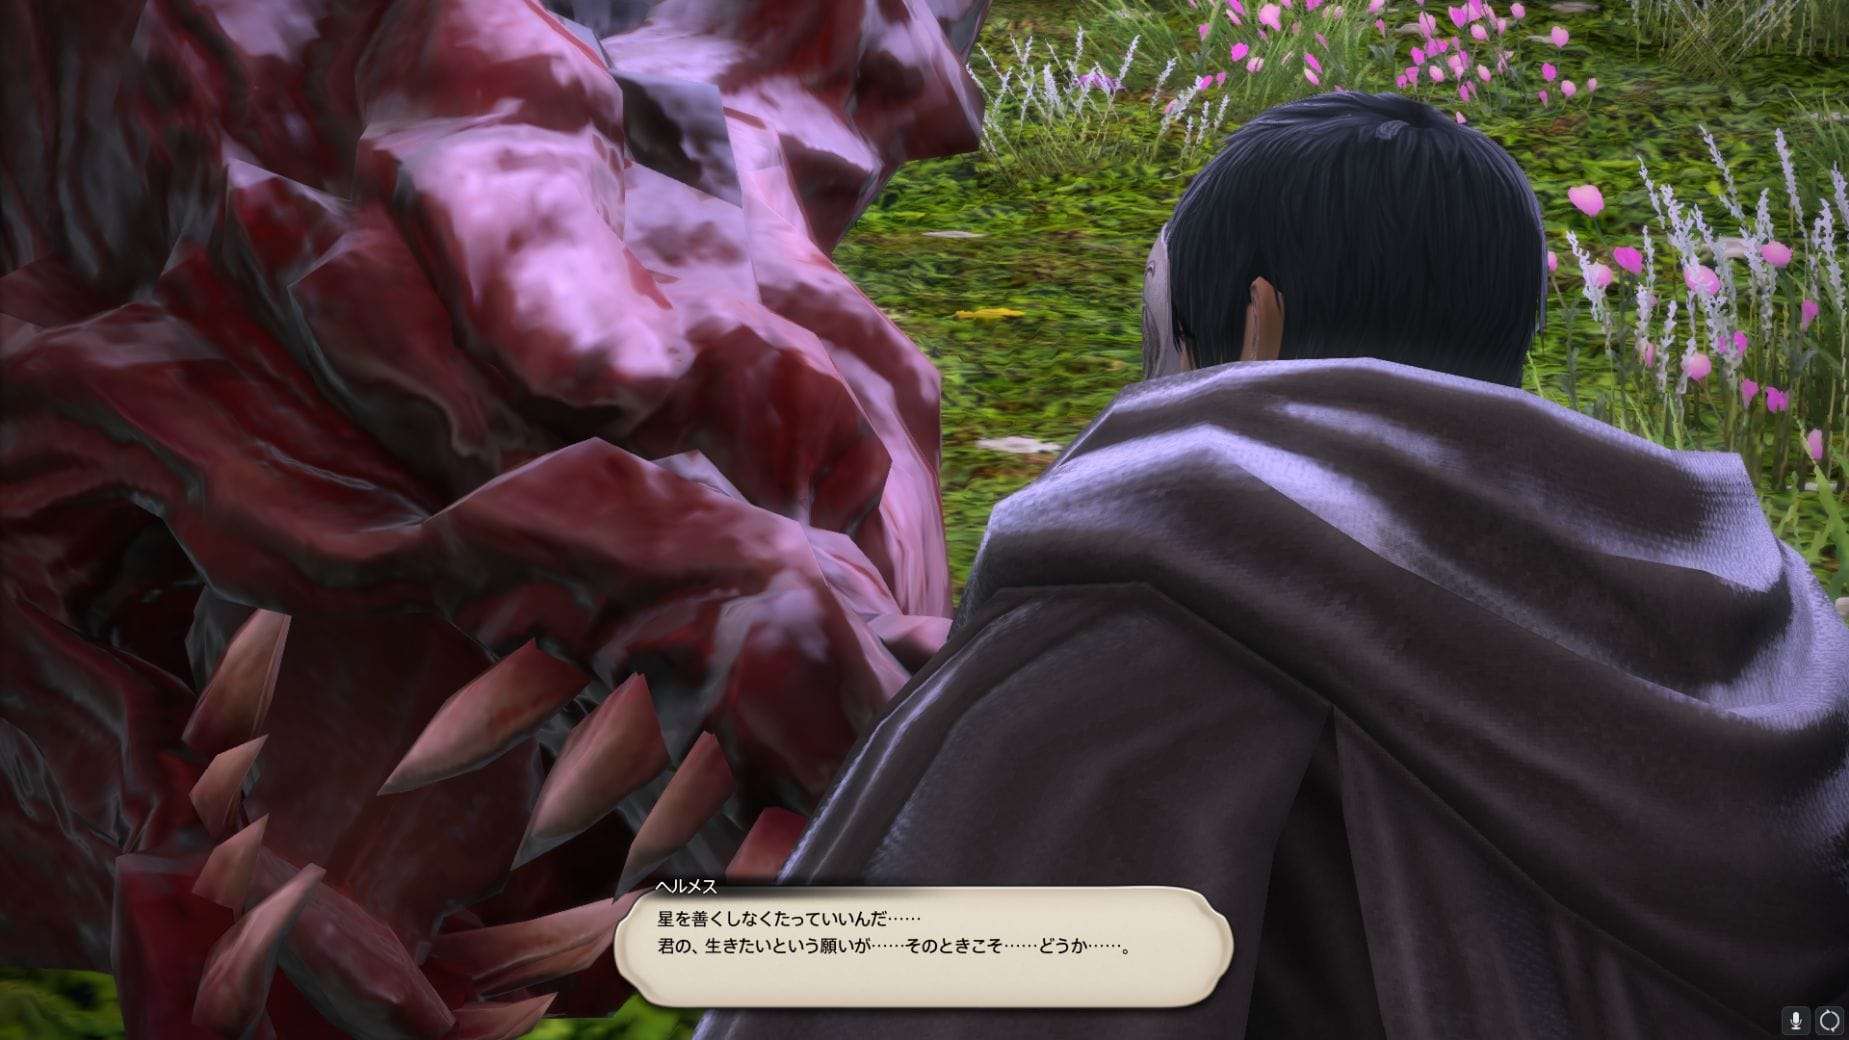 ヘルメス
星を善くしなくたっていいんだ……
君の、生きたいという願いが……そのときこそ……どうか……。